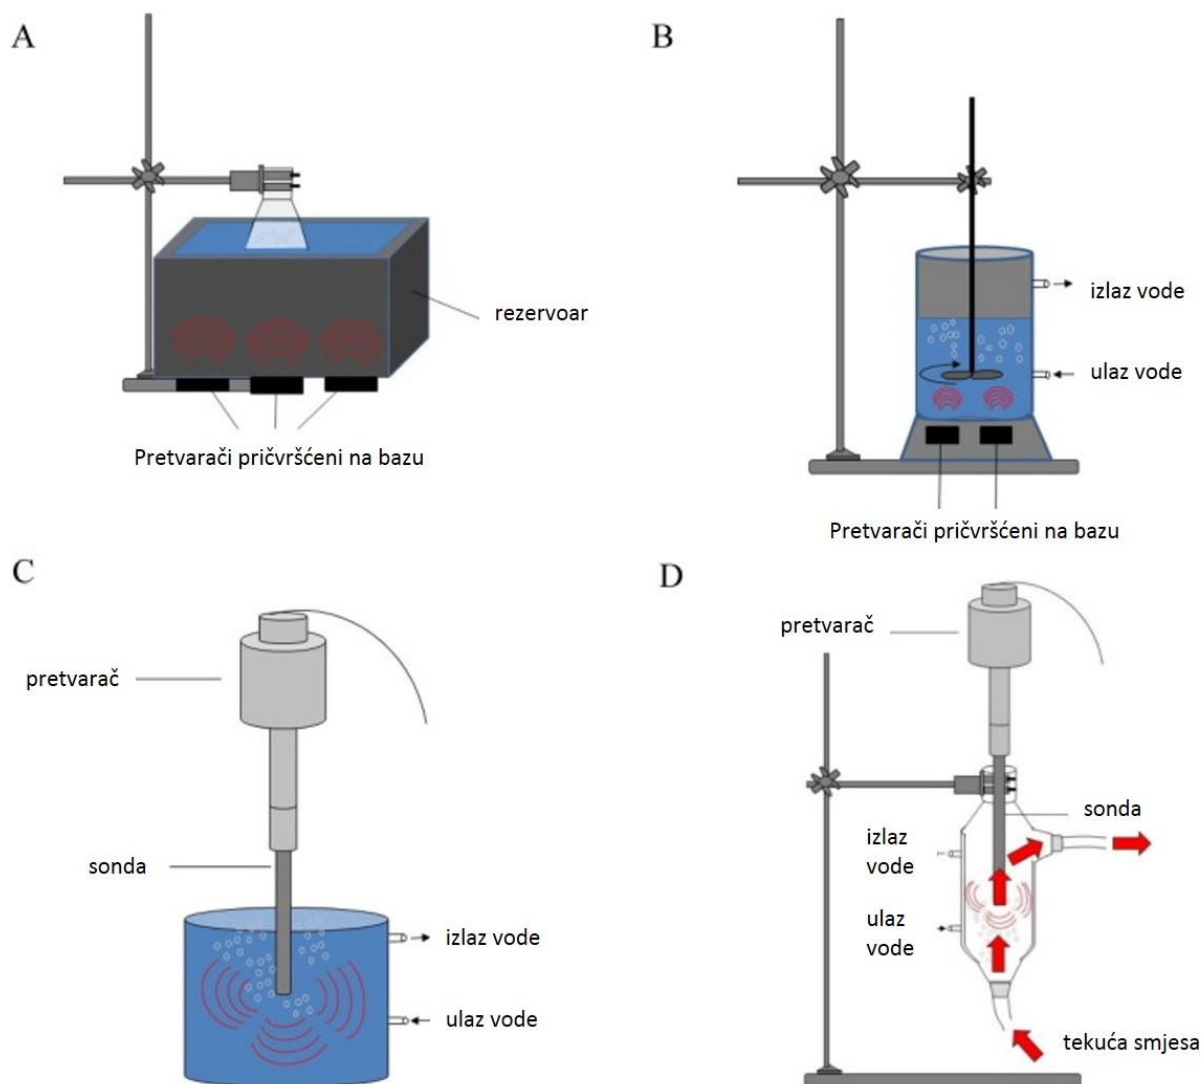 A
rezervoar
Pretvarači pričvršćeni na bazu
B
izlaz vode
ulaz vode
Pretvarači pričvršćeni na bazu
C
pretvarač
sonda
izlaz vode
ulaz vode
D
pretvarač
sonda
izlaz
vode
ulaz
vode
tekuća smjesa